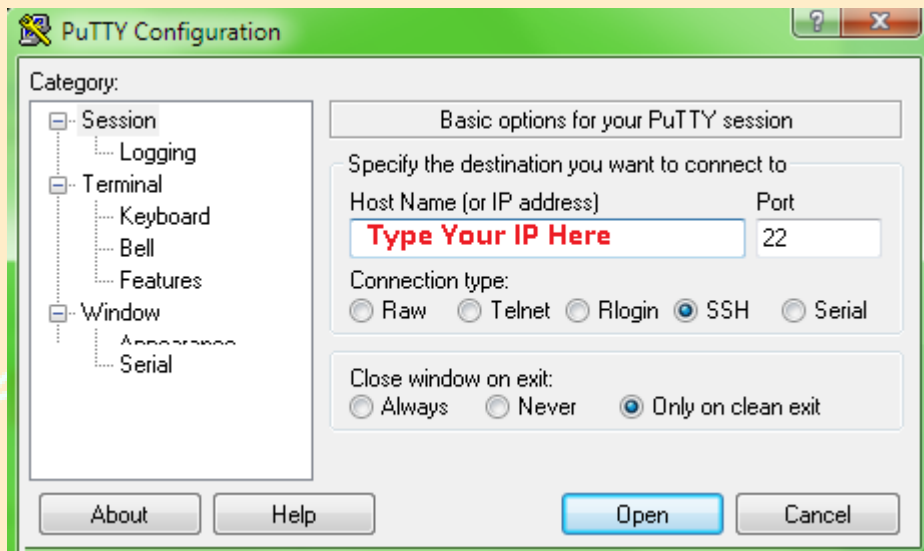 PuTTY Configuration
Category:
Session
Logging
Terminal
Keyboard
Bell
Features
Window
Appearance
Serial
Basic options for your PuTTY session
Specify the destination you want to connect to
Host Name (or IP address) Port
Type Your IP Here 22
Connection type:
Raw Telnet Rlogin SSH Serial
Close window on exit:
Always Never Only on clean exit
About Help Open Cancel